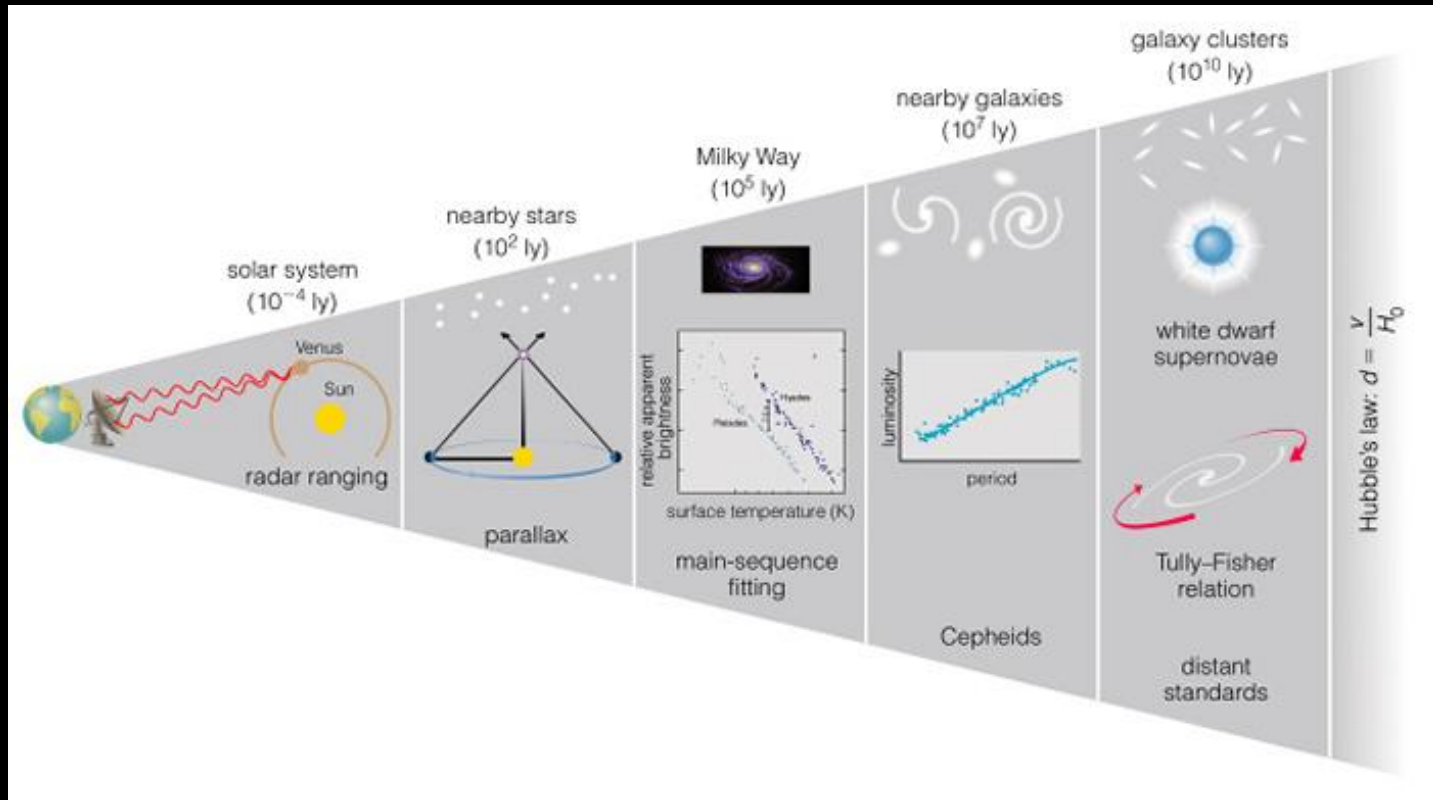 solar system
(10⁻⁴ ly)
Venus
Sun
radar ranging
nearby stars
(10² ly)
parallax
Milky Way
(10⁵ ly)
relative apparent
brightness
Pleiades
Hyades
surface temperature (K)
main-sequence
fitting
nearby galaxies
(10⁷ ly)
luminosity
period
Cepheids
galaxy clusters
(10¹⁰ ly)
white dwarf
supernovae
Tully–Fisher
relation
distant
standards
Hubble's law: d = v/H₀